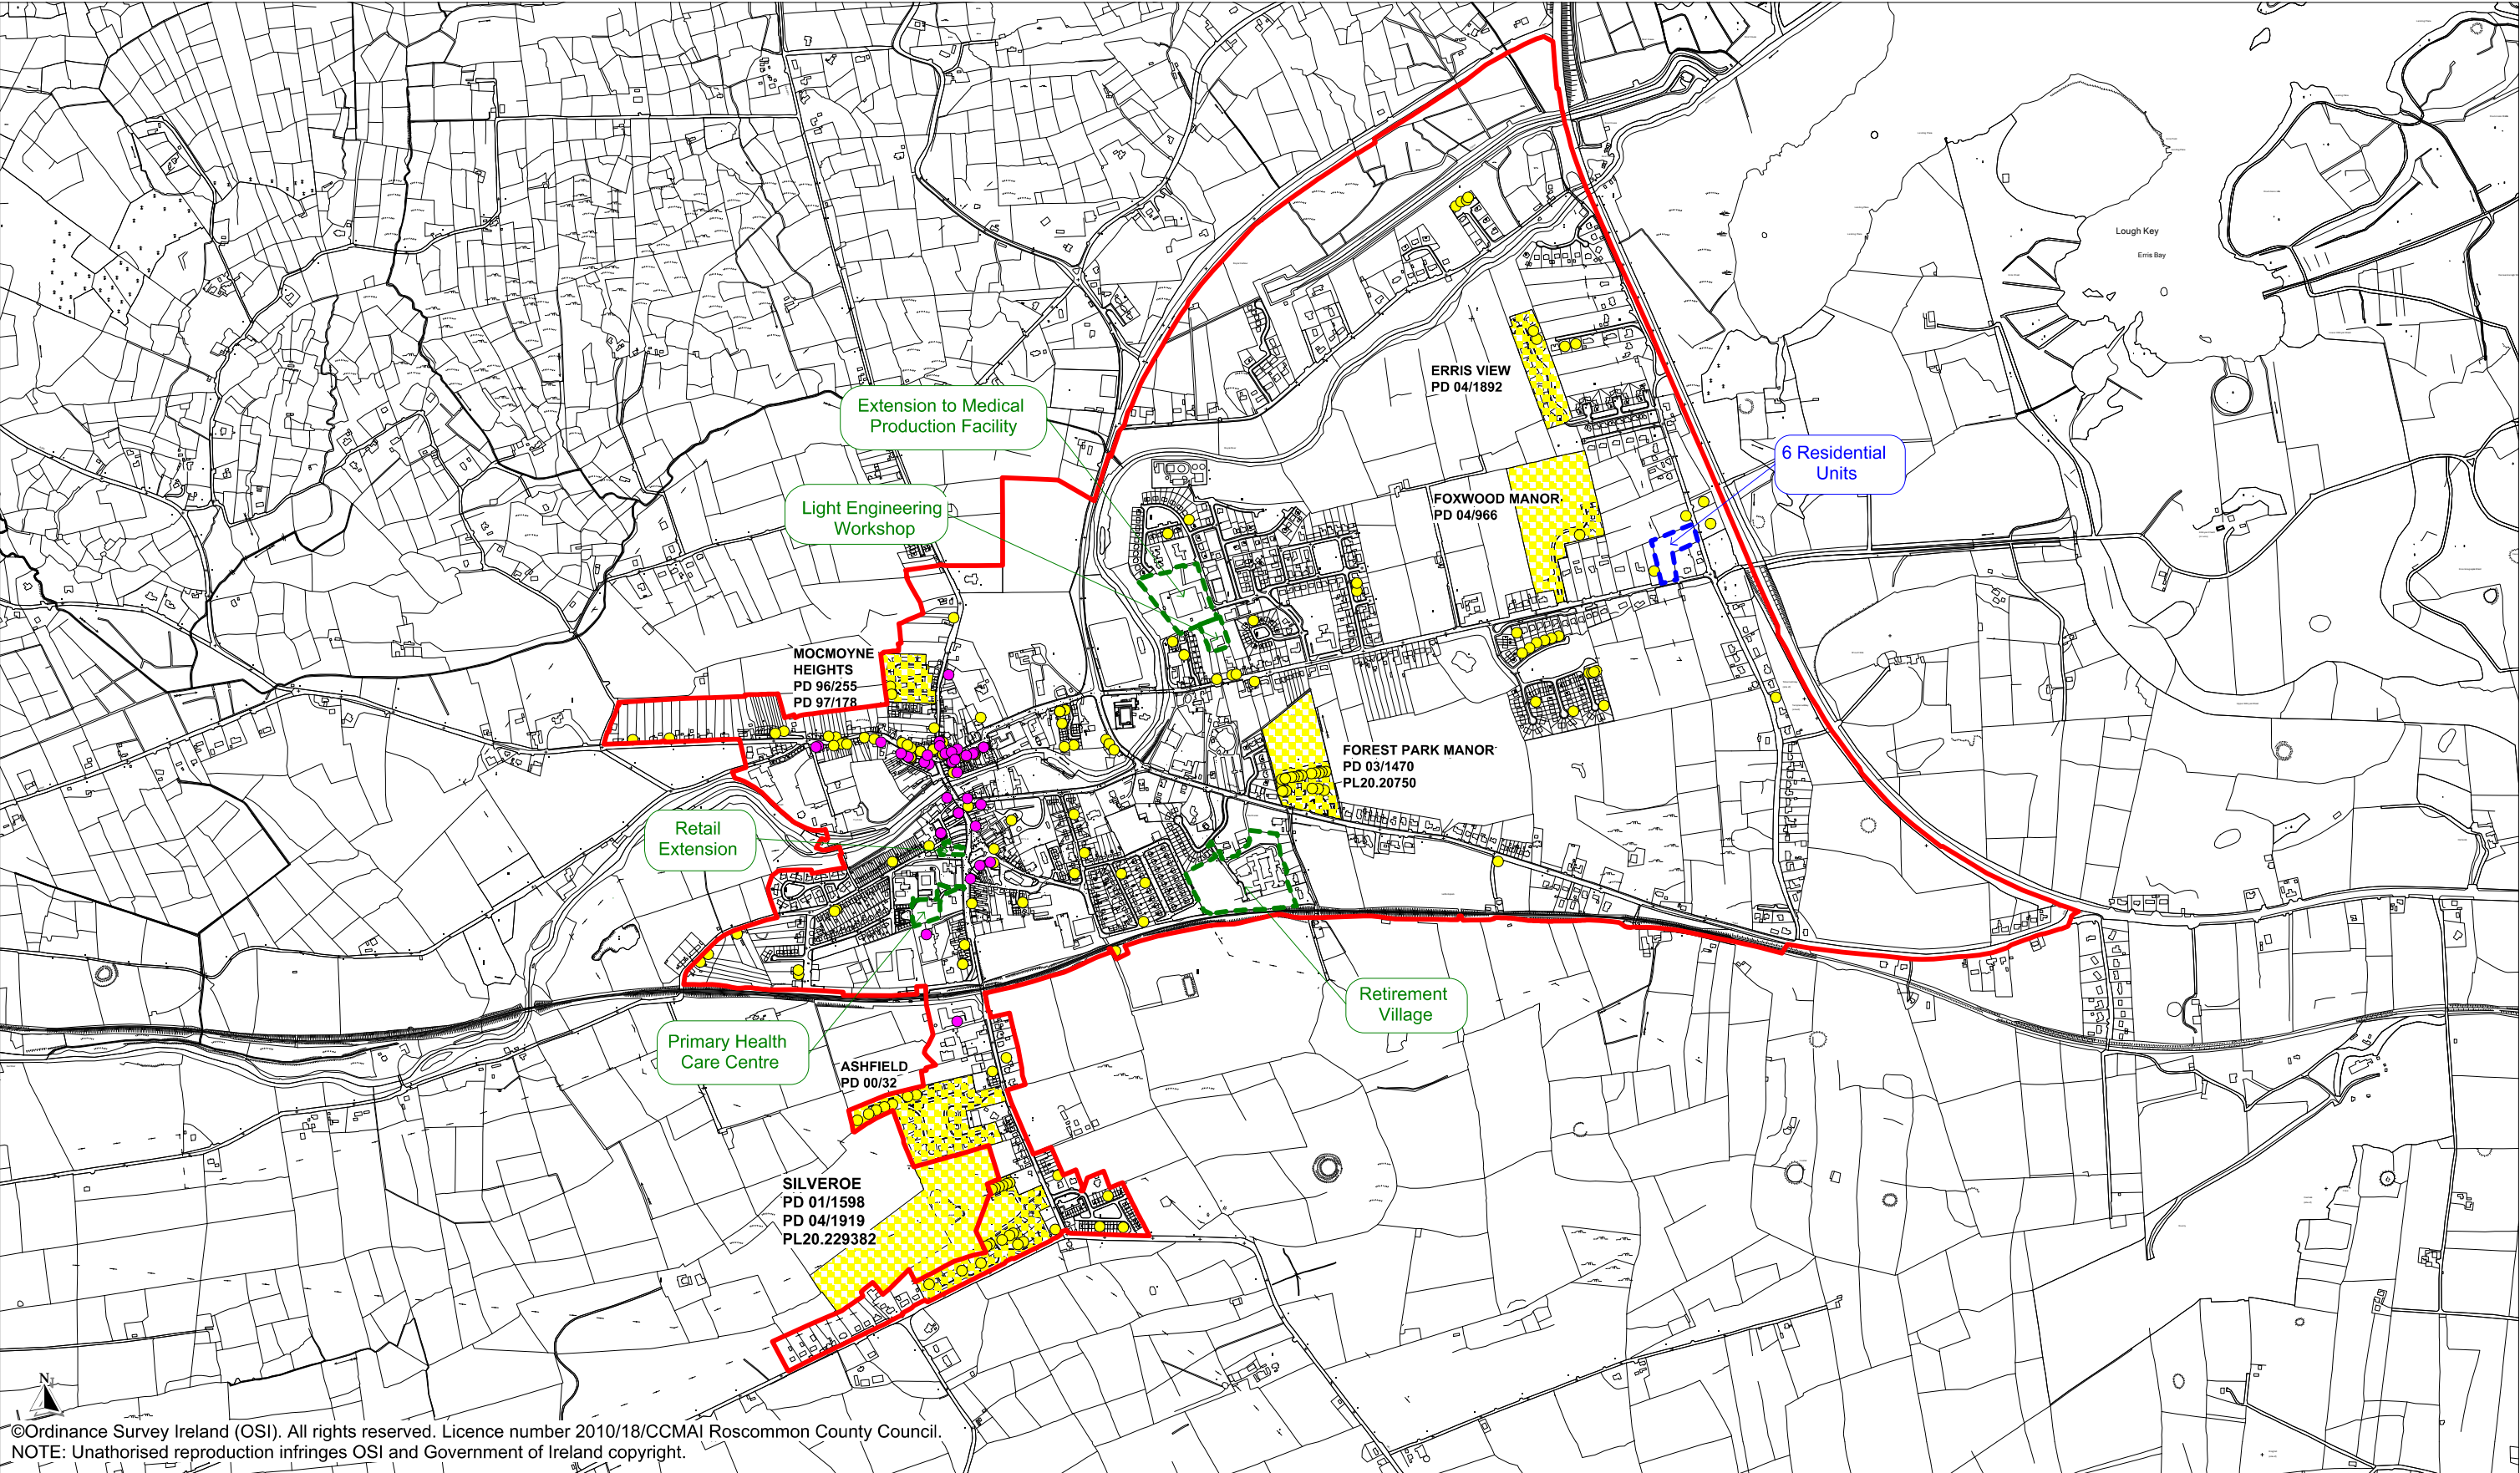 Lough Key
Erris Bay
ERRIS VIEW
PD 04/1892
Extension to Medical
Production Facility
6 Residential
Units
FOXWOOD MANOR
PD 04/966
Light Engineering
Workshop
MOCMOYNE
HEIGHTS
PD 96/255
PD 97/178
FOREST PARK MANOR
PD 03/1470
PL20.20750
Retail
Extension
Retirement
Village
Primary Health
Care Centre
ASHFIELD
PD 00/32
SILVEROE
PD 01/1598
PD 04/1919
PL20.229382
N
©Ordinance Survey Ireland (OSI). All rights reserved. Licence number 2010/18/CCMAI Roscommon County Council.
NOTE: Unathorised reproduction infringes OSI and Government of Ireland copyright.